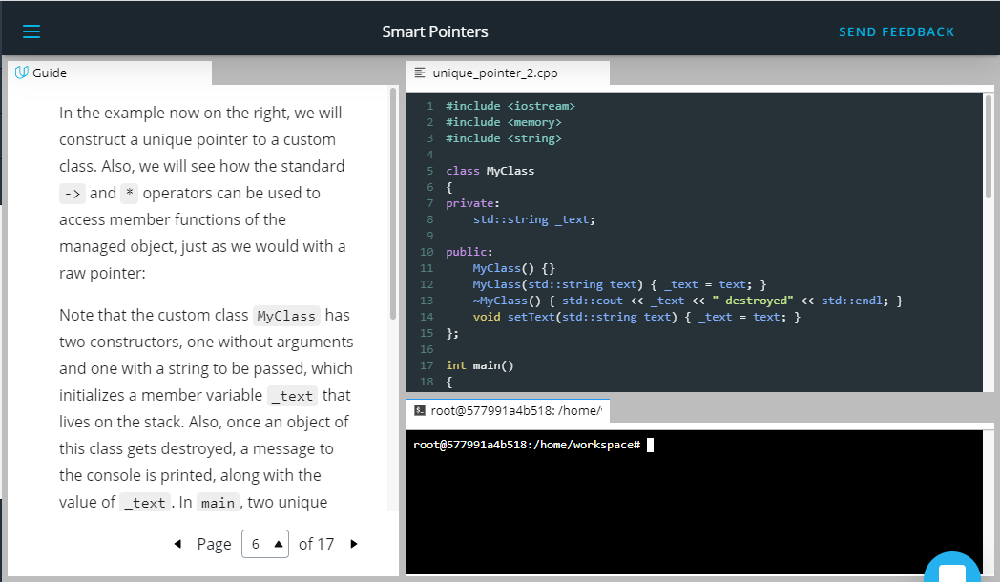 Smart Pointers
SEND FEEDBACK
Guide
In the example now on the right, we will
construct a unique pointer to a custom
class. Also, we will see how the standard
-> and * operators can be used to
access member functions of the
managed object, just as we would with a
raw pointer:
Note that the custom class MyClass has
two constructors, one without arguments
and one with a string to be passed, which
initializes a member variable _text that
lives on the stack. Also, once an object of
this class gets destroyed, a message to
the console is printed, along with the
value of _text . In main , two unique
Page 6 of 17
unique_pointer_2.cpp
1 #include <iostream>
2 #include <memory>
3 #include <string>
4
5 class MyClass
6 {
7 private:
8 std::string _text;
9
10 public:
11 MyClass() {}
12 MyClass(std::string text) { _text = text; }
13 ~MyClass() { std::cout << _text << " destroyed" << std::endl; }
14 void setText(std::string text) { _text = text; }
15 };
16
17 int main()
18 {
root@577991a4b518: /home/
root@577991a4b518:/home/workspace#